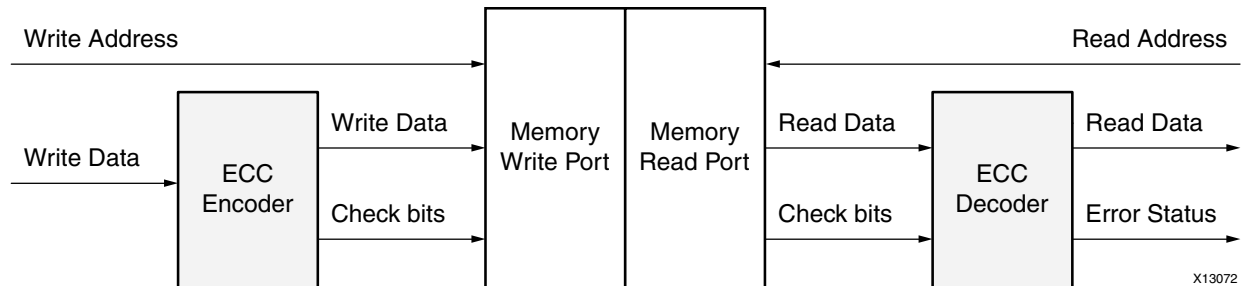 Write Address
Read Address
Write Data
ECC
Encoder
Write Data
Check bits
Memory
Write Port
Memory
Read Port
Read Data
Check bits
ECC
Decoder
Read Data
Error Status
X13072